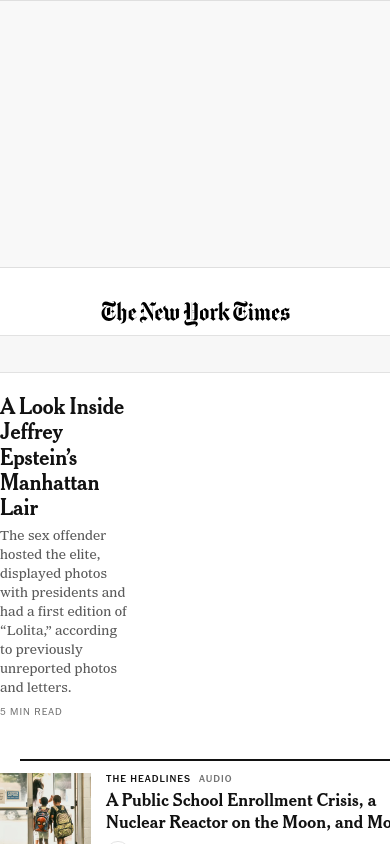 The New York Times
A Look Inside
Jeffrey
Epstein’s
Manhattan
Lair
The sex offender
hosted the elite,
displayed photos
with presidents and
had a first edition of
“Lolita,” according
to previously
unreported photos
and letters.
5 MIN READ
THE HEADLINES AUDIO
A Public School Enrollment Crisis, a
Nuclear Reactor on the Moon, and Mo